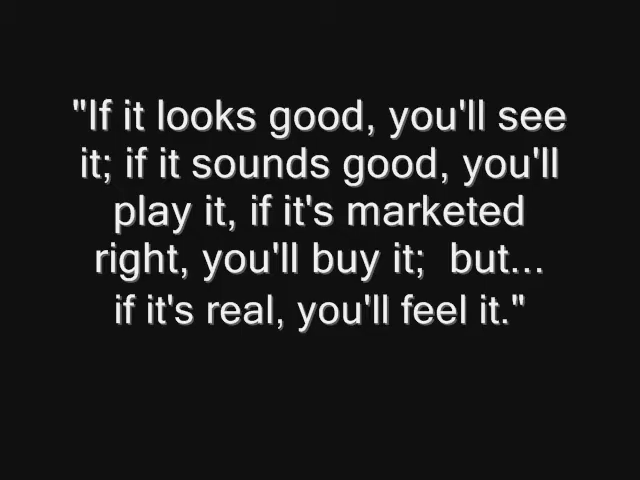 "If it looks good, you'll see
it; if it sounds good, you'll
play it, if it's marketed
right, you'll buy it;  but...
if it's real, you'll feel it."